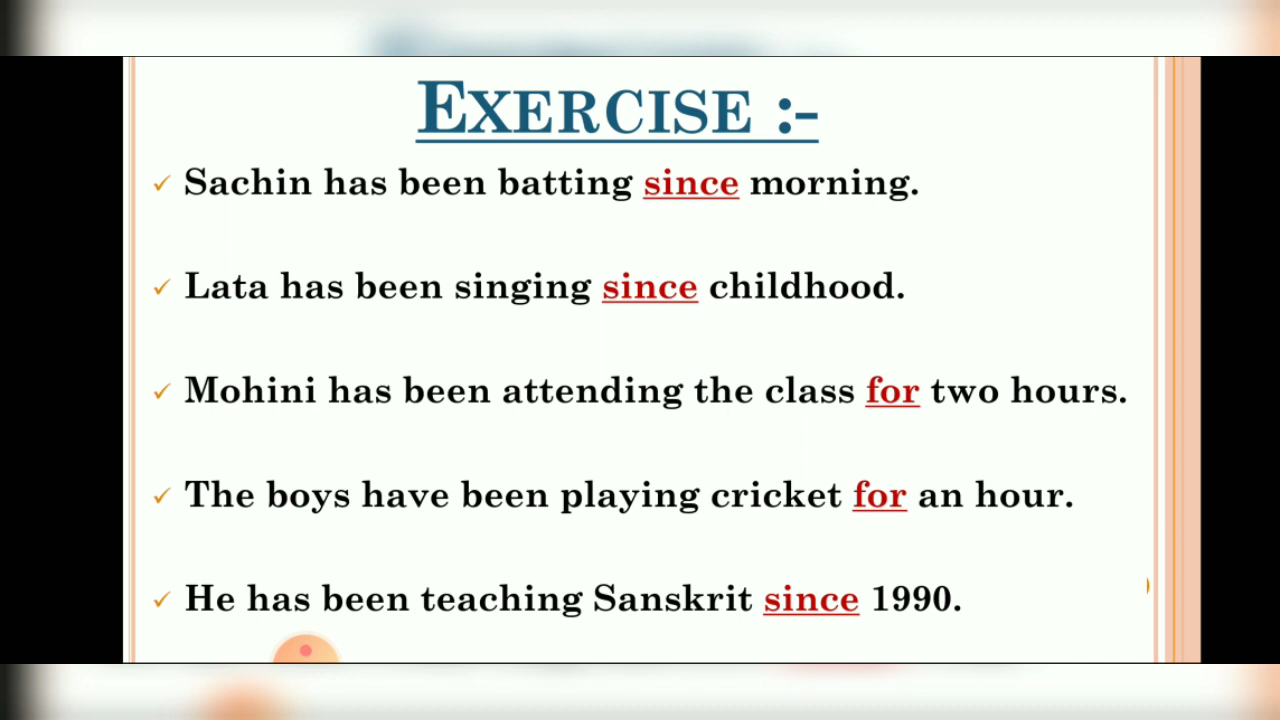 EXERCISE :-
Sachin has been batting since morning.
Lata has been singing since childhood.
Mohini has been attending the class for two hours.
The boys have been playing cricket for an hour.
He has been teaching Sanskrit since 1990.